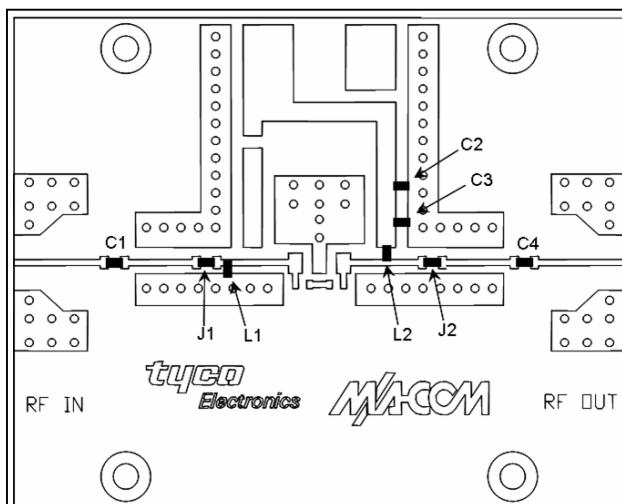 C2
C3
C1
C4
J1
L1
L2
J2
tyco
Electronics
M/A-COM
RF IN
RF OUT